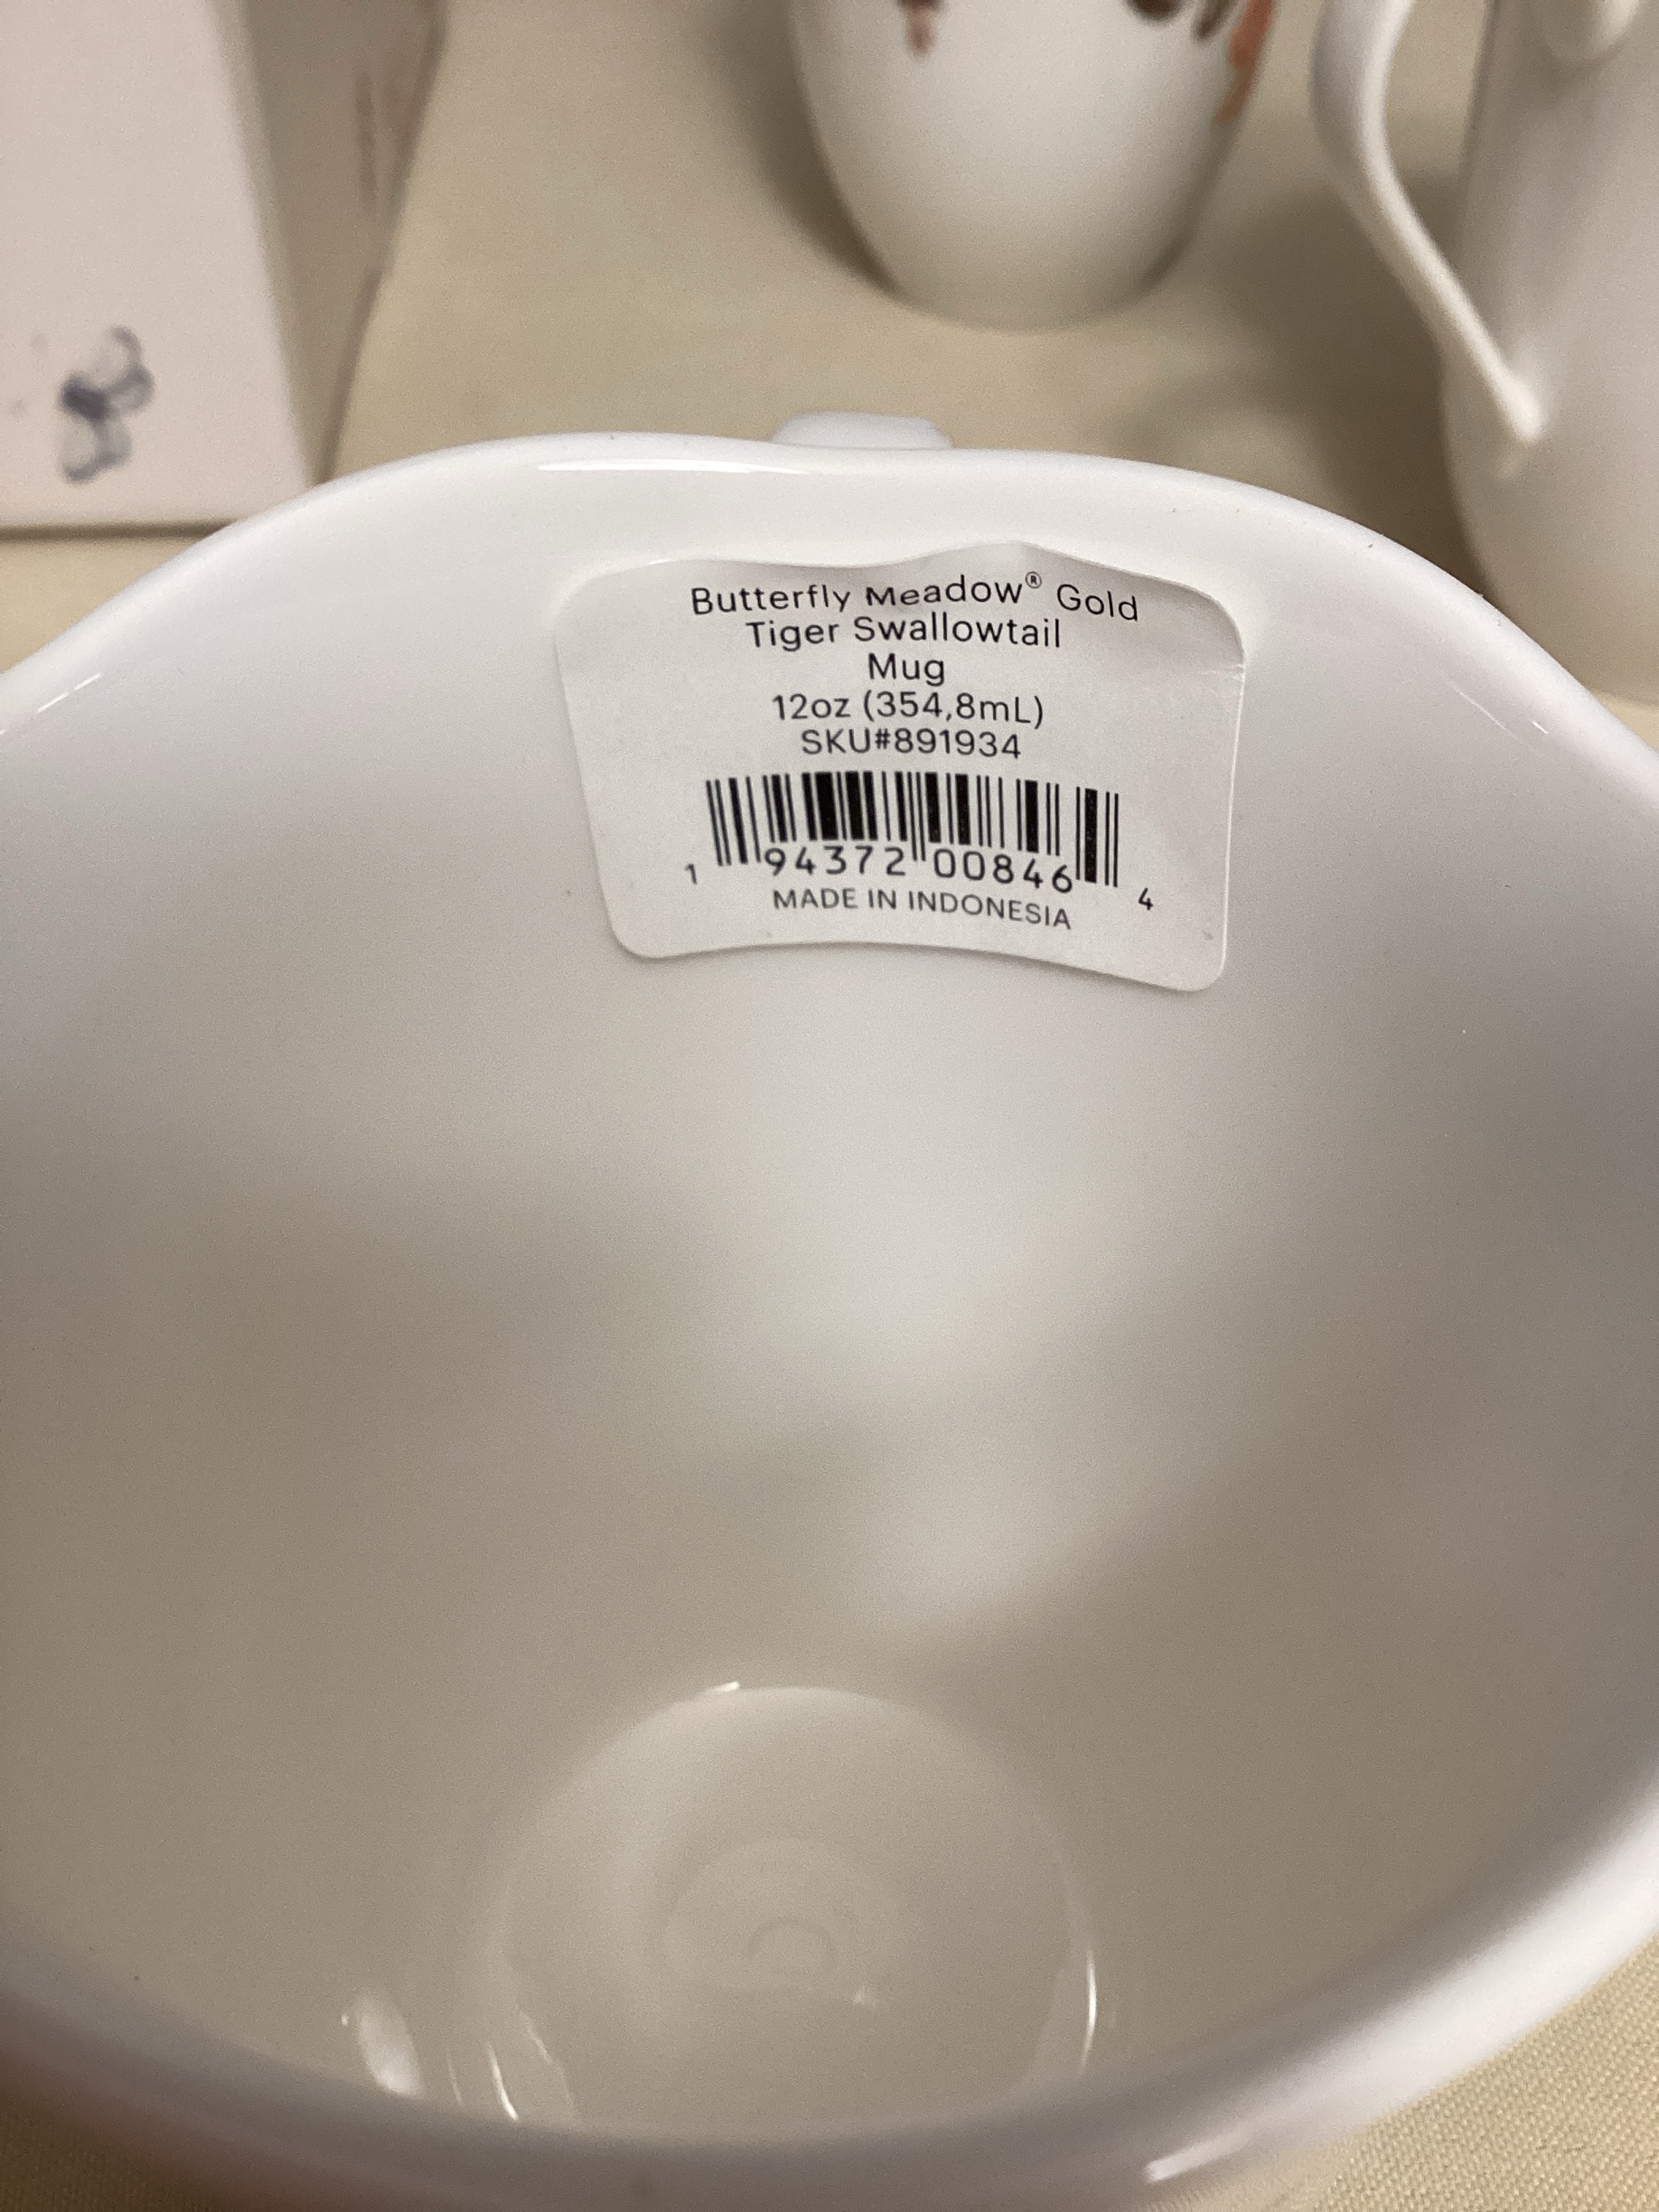 Butterfly Meadow® Gold
Tiger Swallowtail
Mug
12oz (354,8mL)
SKU#891934
1 94372 00846 4
MADE IN INDONESIA